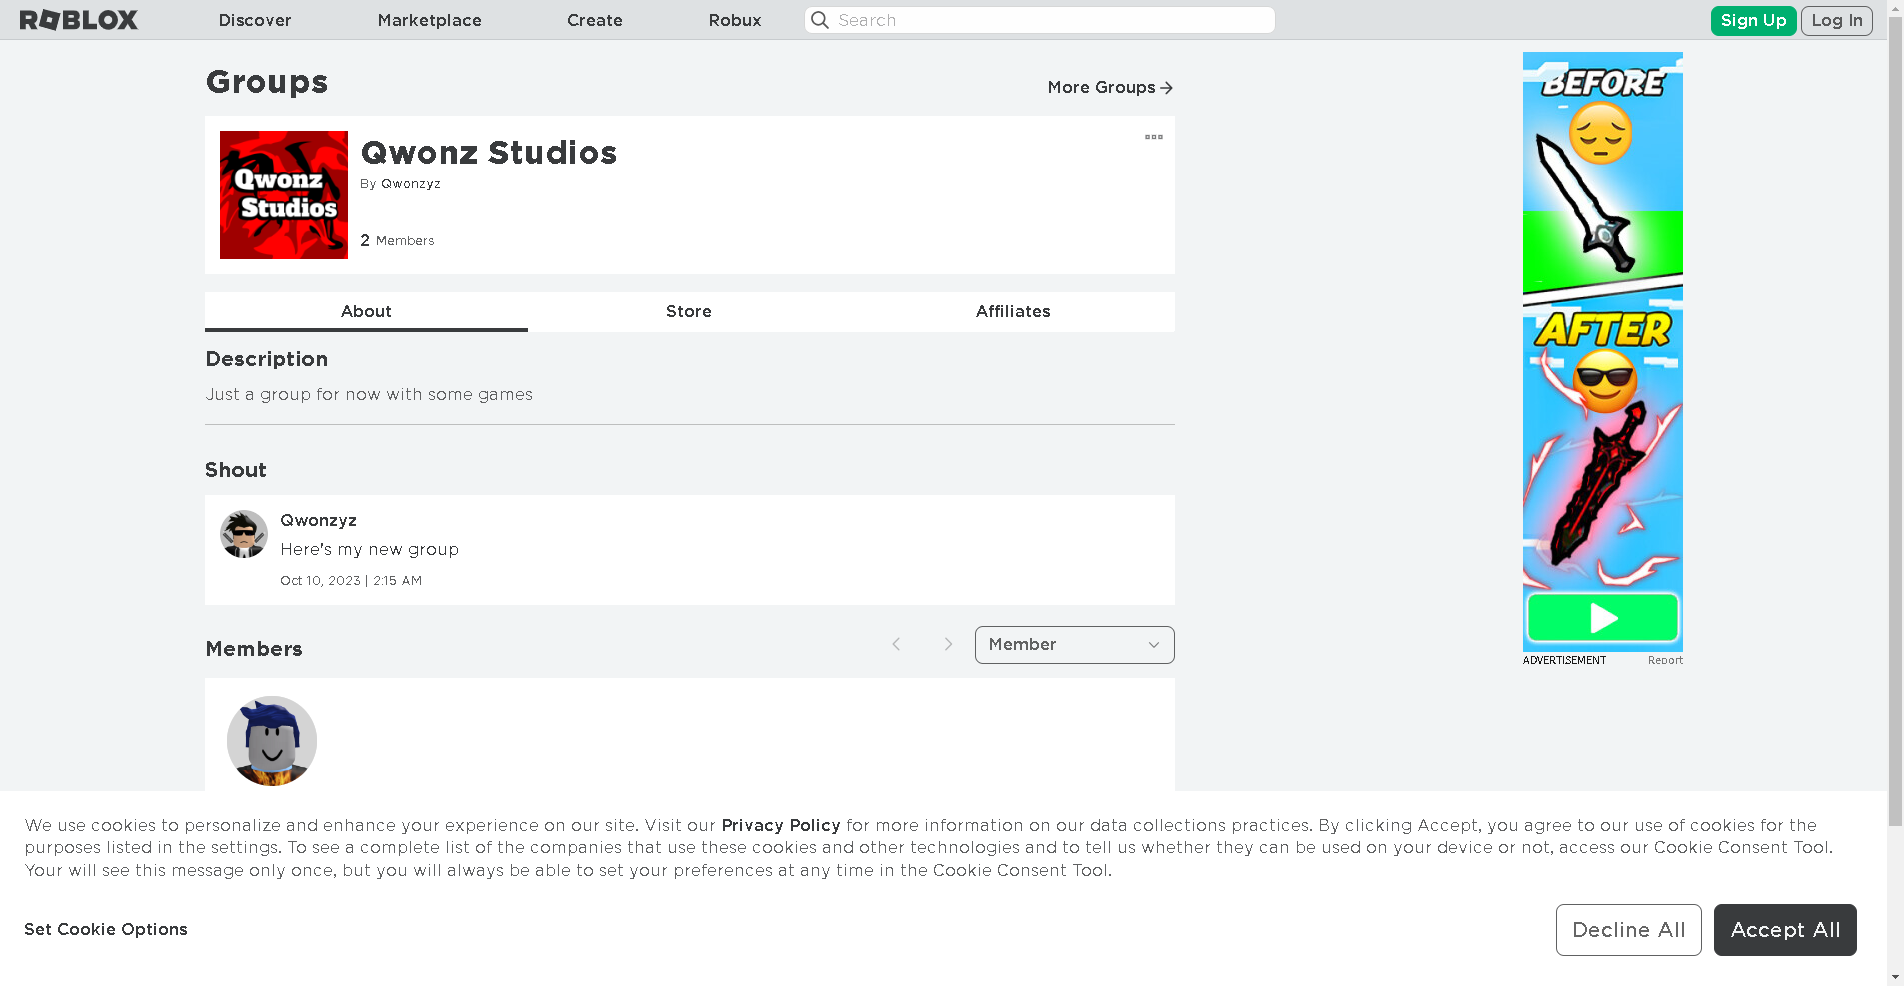 ROBLOX Discover Marketplace Create Robux Search Sign Up Log In
Groups
More Groups
Qwonz Studios
Qwonz Studios
By Qwonzyz
2 Members
About Store Affiliates
Description
Just a group for now with some games
Shout
Qwonzyz
Here's my new group
Oct 10, 2023 | 2:15 AM
Members
Member
BEFORE
AFTER
ADVERTISEMENT Report
We use cookies to personalize and enhance your experience on our site. Visit our Privacy Policy for more information on our data collections practices. By clicking Accept, you agree to our use of cookies for the
purposes listed in the settings. To see a complete list of the companies that use these cookies and other technologies and to tell us whether they can be used on your device or not, access our Cookie Consent Tool.
Your will see this message only once, but you will always be able to set your preferences at any time in the Cookie Consent Tool.
Set Cookie Options
Decline All Accept All